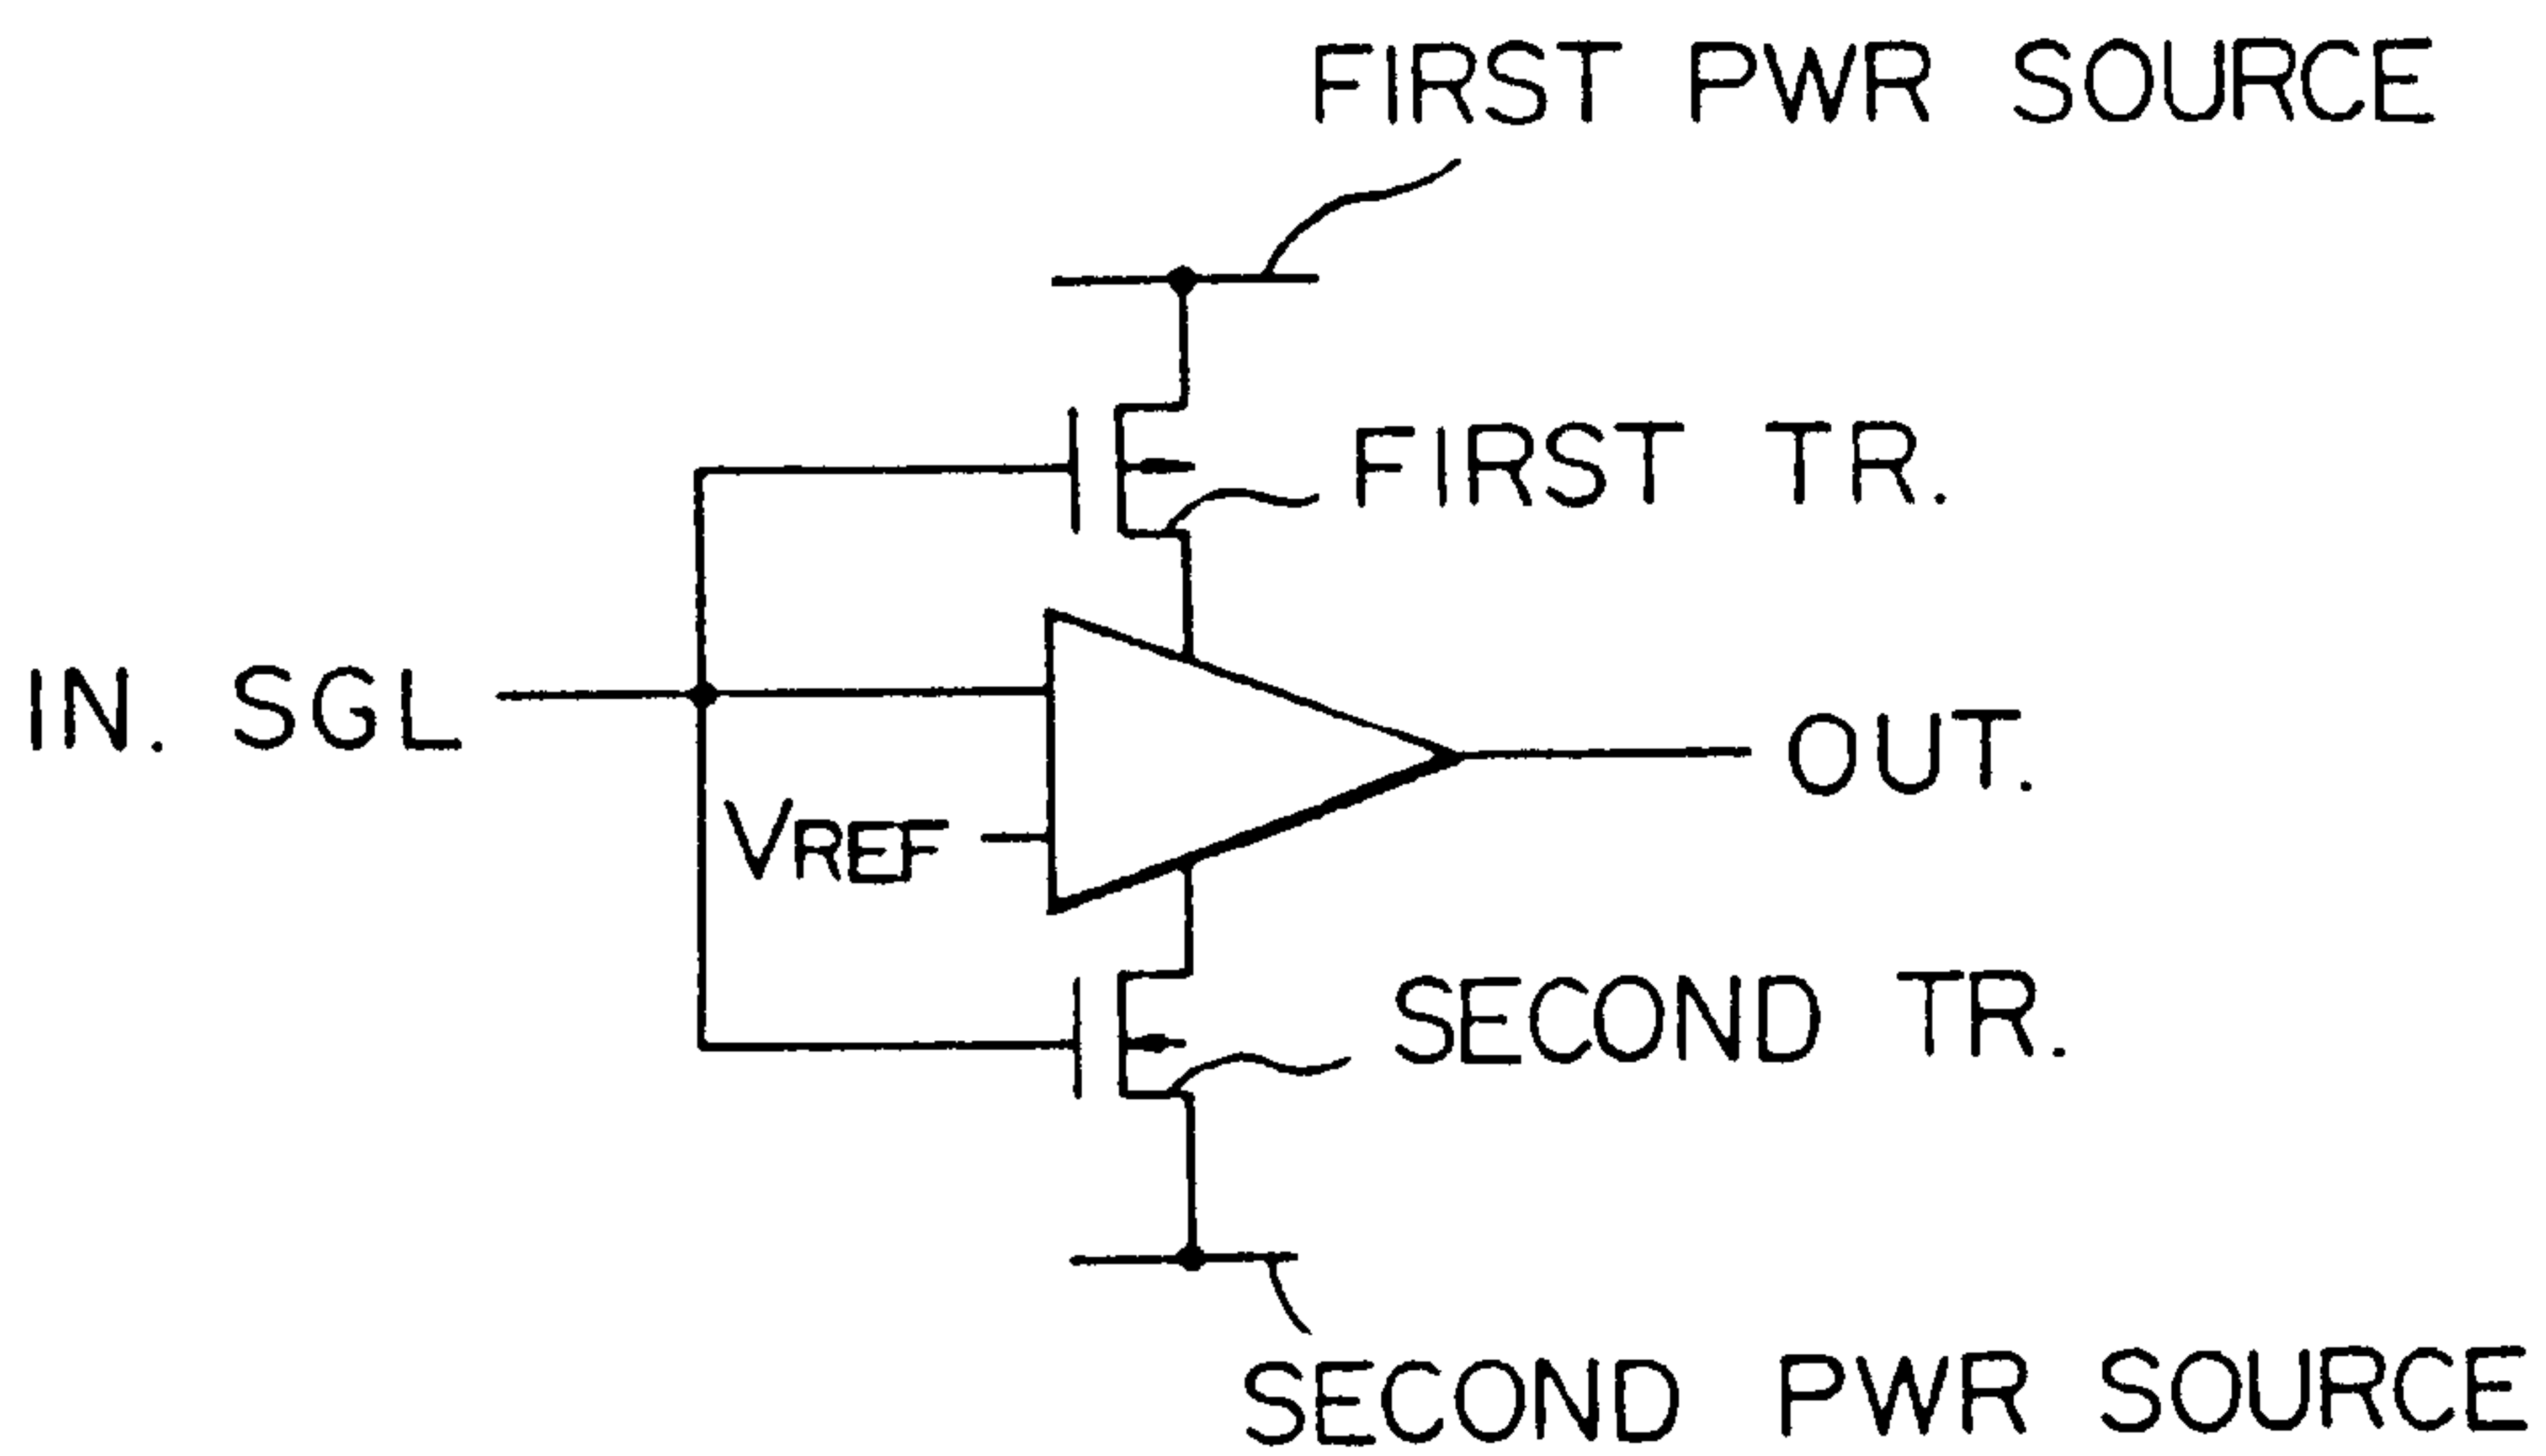 FIRST PWR SOURCE
FIRST TR.
IN. SGL
OUT.
VREF
SECOND TR.
SECOND PWR SOURCE